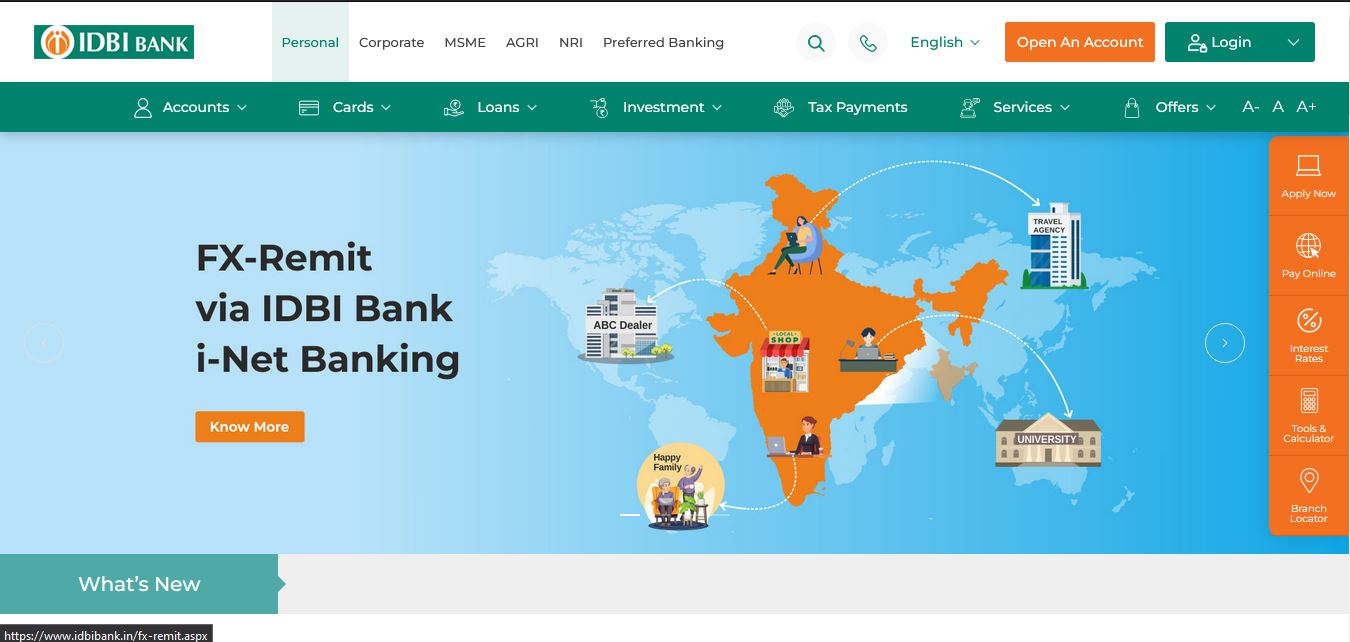 IDBI BANK
Personal Corporate MSME AGRI NRI Preferred Banking
English
Open An Account
Login
Accounts Cards Loans Investment Tax Payments Services Offers A- A A+
FX-Remit
via IDBI Bank
i-Net Banking
Know More
TRAVEL
AGENCY
ABC Dealer
LOCAL
SHOP
UNIVERSITY
Happy
Family
Apply Now
Pay Online
Interest
Rates
Tools &
Calculator
Branch
Locator
What's New
https://www.idbibank.in/fx-remit.aspx